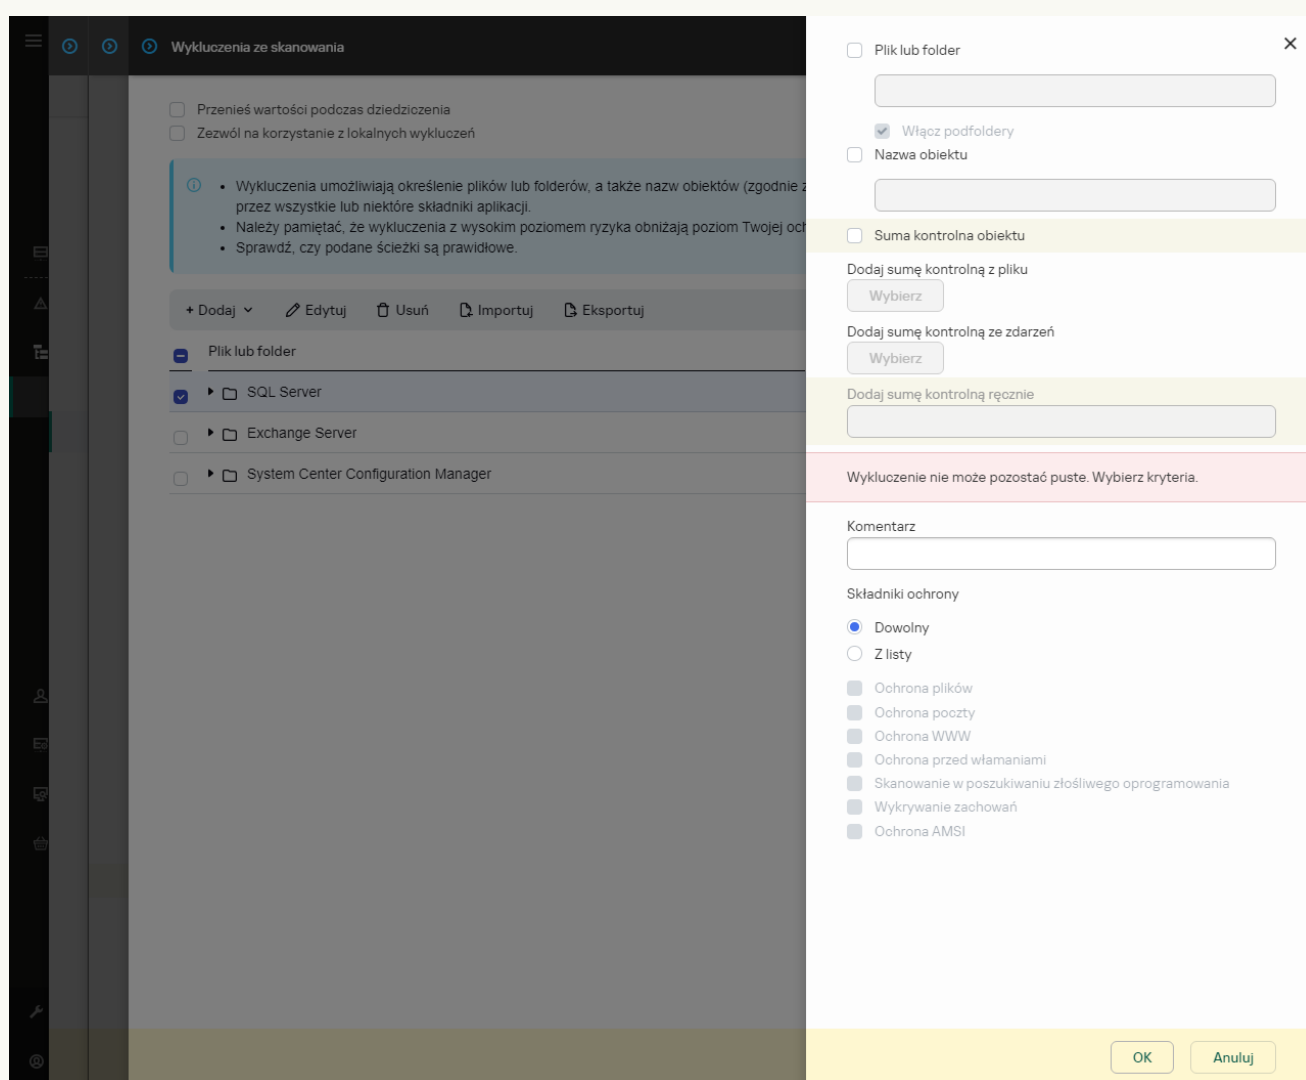 Wykluczenia ze skanowania
Przenieś wartości podczas dziedziczenia
Zezwól na korzystanie z lokalnych wykluczeń
• Wykluczenia umożliwiają określenie plików lub folderów, a także nazw obiektów (zgodnie z
przez wszystkie lub niektóre składniki aplikacji.
• Należy pamiętać, że wykluczenia z wysokim poziomem ryzyka obniżają poziom Twojej och
• Sprawdź, czy podane ścieżki są prawidłowe.
+ Dodaj Edytuj Usuń Importuj Eksportuj
Plik lub folder
SQL Server
Exchange Server
System Center Configuration Manager
Plik lub folder
Włącz podfoldery
Nazwa obiektu
Suma kontrolna obiektu
Dodaj sumę kontrolną z pliku
Wybierz
Dodaj sumę kontrolną ze zdarzeń
Wybierz
Dodaj sumę kontrolną ręcznie
Wykluczenie nie może pozostać puste. Wybierz kryteria.
Komentarz
Składniki ochrony
Dowolny
Z listy
Ochrona plików
Ochrona poczty
Ochrona WWW
Ochrona przed włamaniami
Skanowanie w poszukiwaniu złośliwego oprogramowania
Wykrywanie zachowań
Ochrona AMSI
OK Anuluj